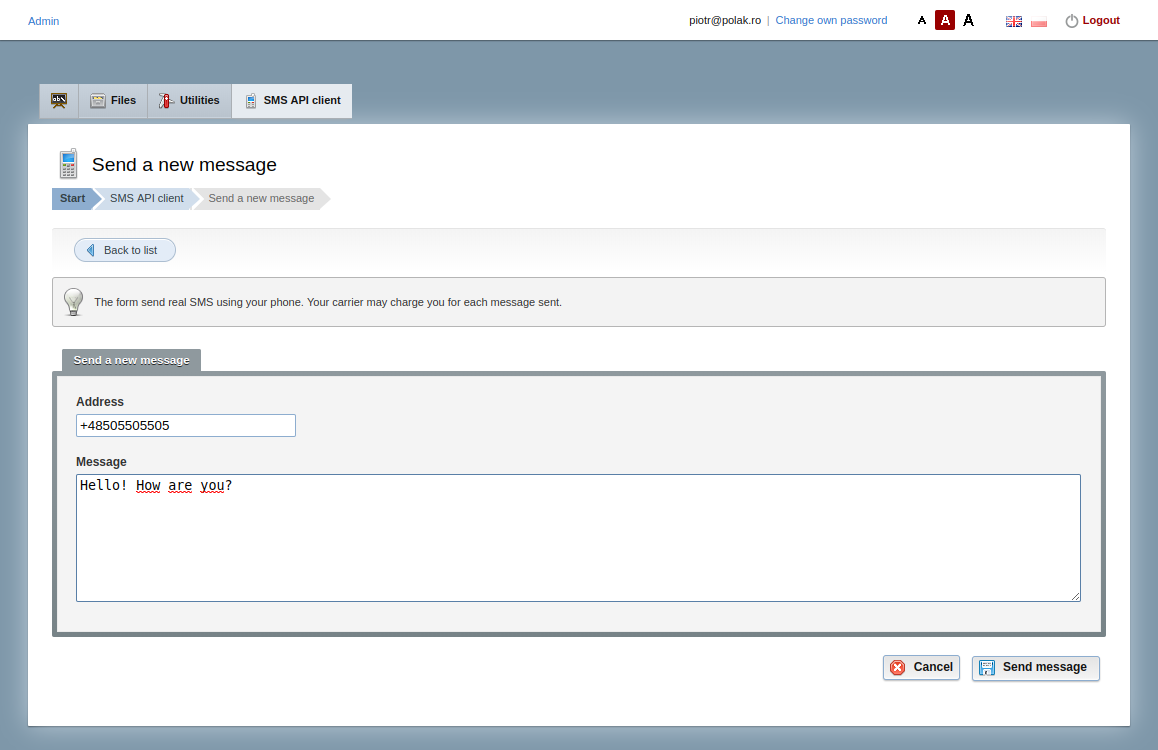 Admin piotr@polak.ro | Change own password A A A Logout
Files Utilities SMS API client
Send a new message
Start SMS API client Send a new message
Back to list
The form send real SMS using your phone. Your carrier may charge you for each message sent.
Send a new message
Address
+48505505505
Message
Hello! How are you?
Cancel Send message